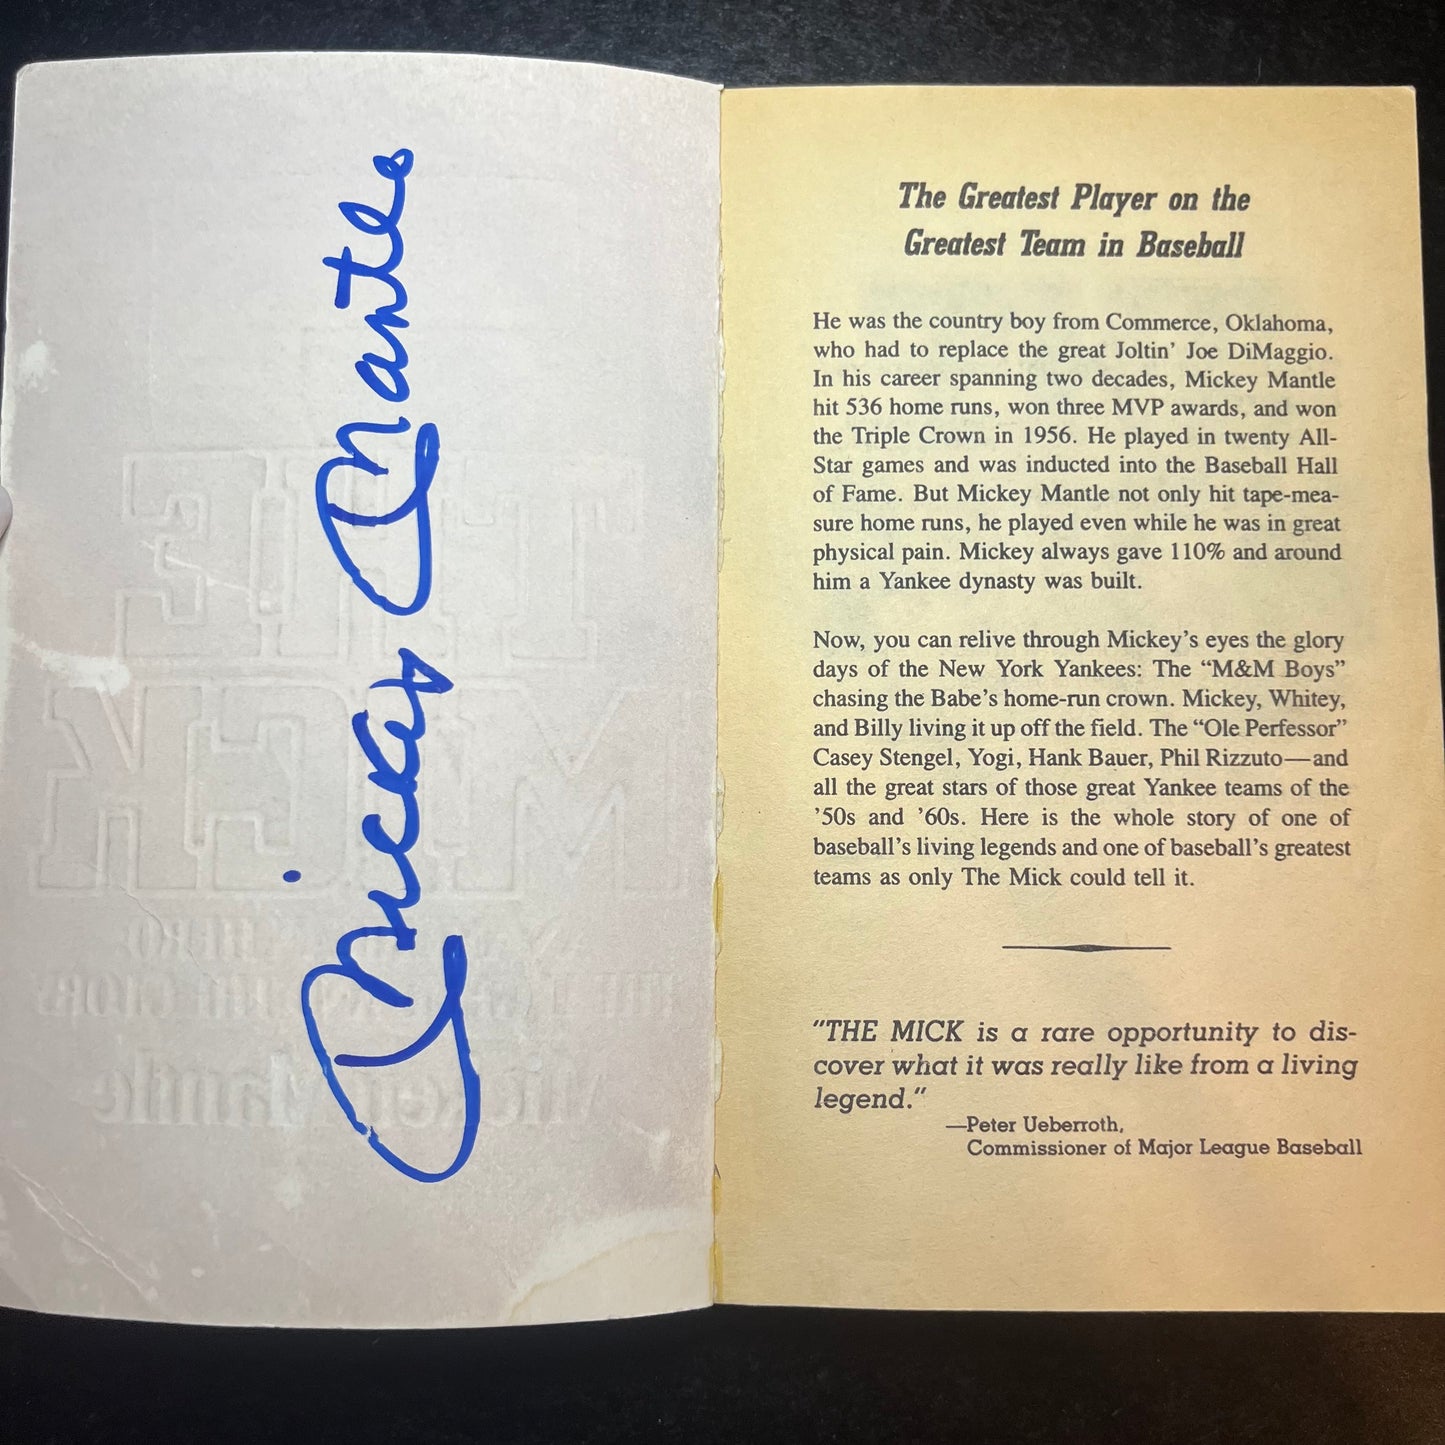 Mickey Mantle
The Greatest Player on the
Greatest Team in Baseball
He was the country boy from Commerce, Oklahoma,
who had to replace the great Joltin' Joe DiMaggio.
In his career spanning two decades, Mickey Mantle
hit 536 home runs, won three MVP awards, and won
the Triple Crown in 1956. He played in twenty All-
Star games and was inducted into the Baseball Hall
of Fame. But Mickey Mantle not only hit tape-mea-
sure home runs, he played even while he was in great
physical pain. Mickey always gave 110% and around
him a Yankee dynasty was built.
Now, you can relive through Mickey's eyes the glory
days of the New York Yankees: The "M&M Boys"
chasing the Babe's home-run crown. Mickey, Whitey,
and Billy living it up off the field. The "Ole Perfessor"
Casey Stengel, Yogi, Hank Bauer, Phil Rizzuto—and
all the great stars of those great Yankee teams of the
'50s and '60s. Here is the whole story of one of
baseball's living legends and one of baseball's greatest
teams as only The Mick could tell it.
"THE MICK is a rare opportunity to dis-
cover what it was really like from a living
legend."
—Peter Ueberroth,
Commissioner of Major League Baseball